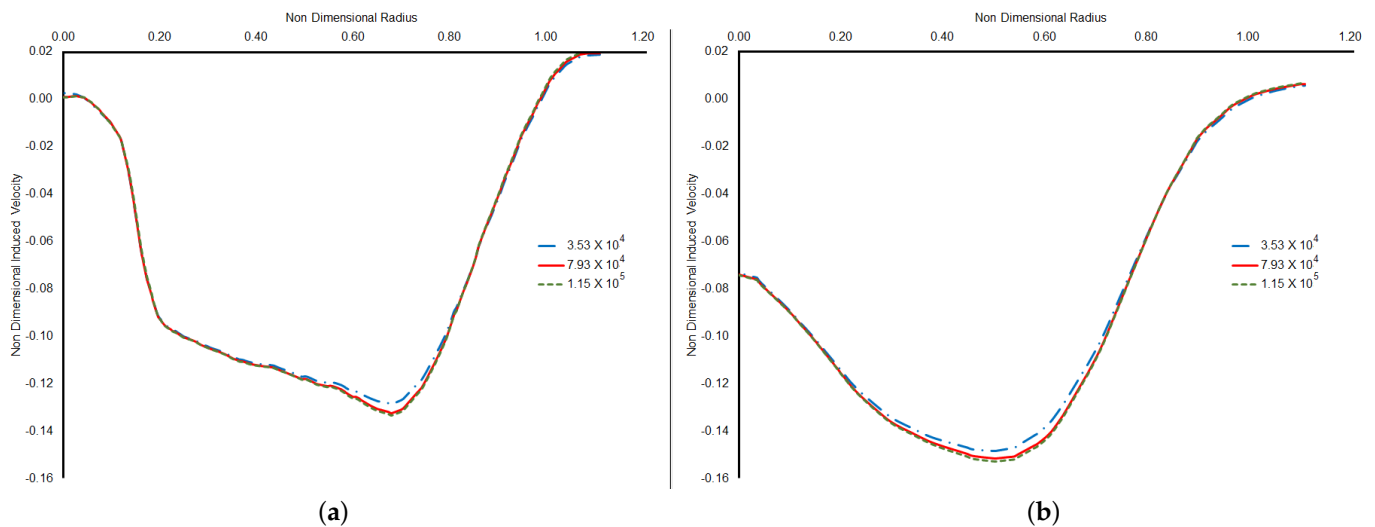 Non Dimensional Radius
0.00 0.20 0.40 0.60 0.80 1.00 1.20
0.02
0.00
-0.02
-0.04
-0.06
-0.08
-0.10
-0.12
-0.14
-0.16
Non Dimensional Induced Velocity
3.53 X 10^4
7.93 X 10^4
1.15 X 10^5
(a)
Non Dimensional Radius
0.00 0.20 0.40 0.60 0.80 1.00 1.20
0.02
0.00
-0.02
-0.04
-0.06
-0.08
-0.10
-0.12
-0.14
-0.16
Non Dimensional Induced Velocity
3.53 X 10^4
7.93 X 10^4
1.15 X 10^5
(b)